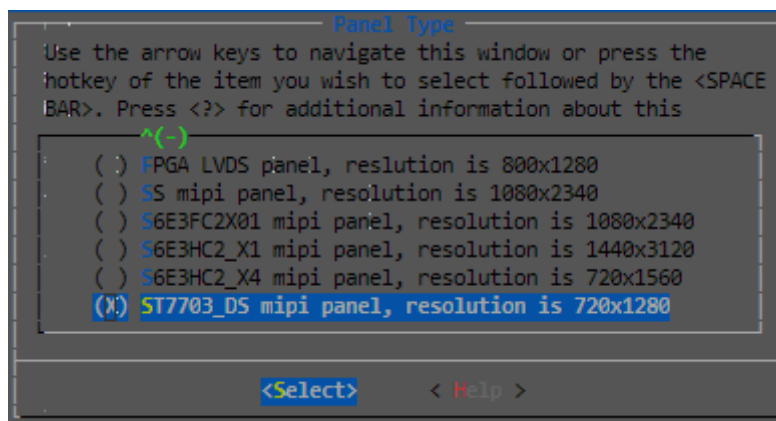 Panel Type
Use the arrow keys to navigate this window or press the
hotkey of the item you wish to select followed by the <SPACE
BAR>. Press <?> for additional information about this
^(-)
( ) FPGA LVDS panel, reslution is 800x1280
( ) SS mipi panel, resolution is 1080x2340
( ) S6E3FC2X01 mipi panel, resolution is 1080x2340
( ) S6E3HC2_X1 mipi panel, resolution is 1440x3120
( ) S6E3HC2_X4 mipi panel, resolution is 720x1560
(X) ST7703_DS mipi panel, resolution is 720x1280
<Select> < Help >